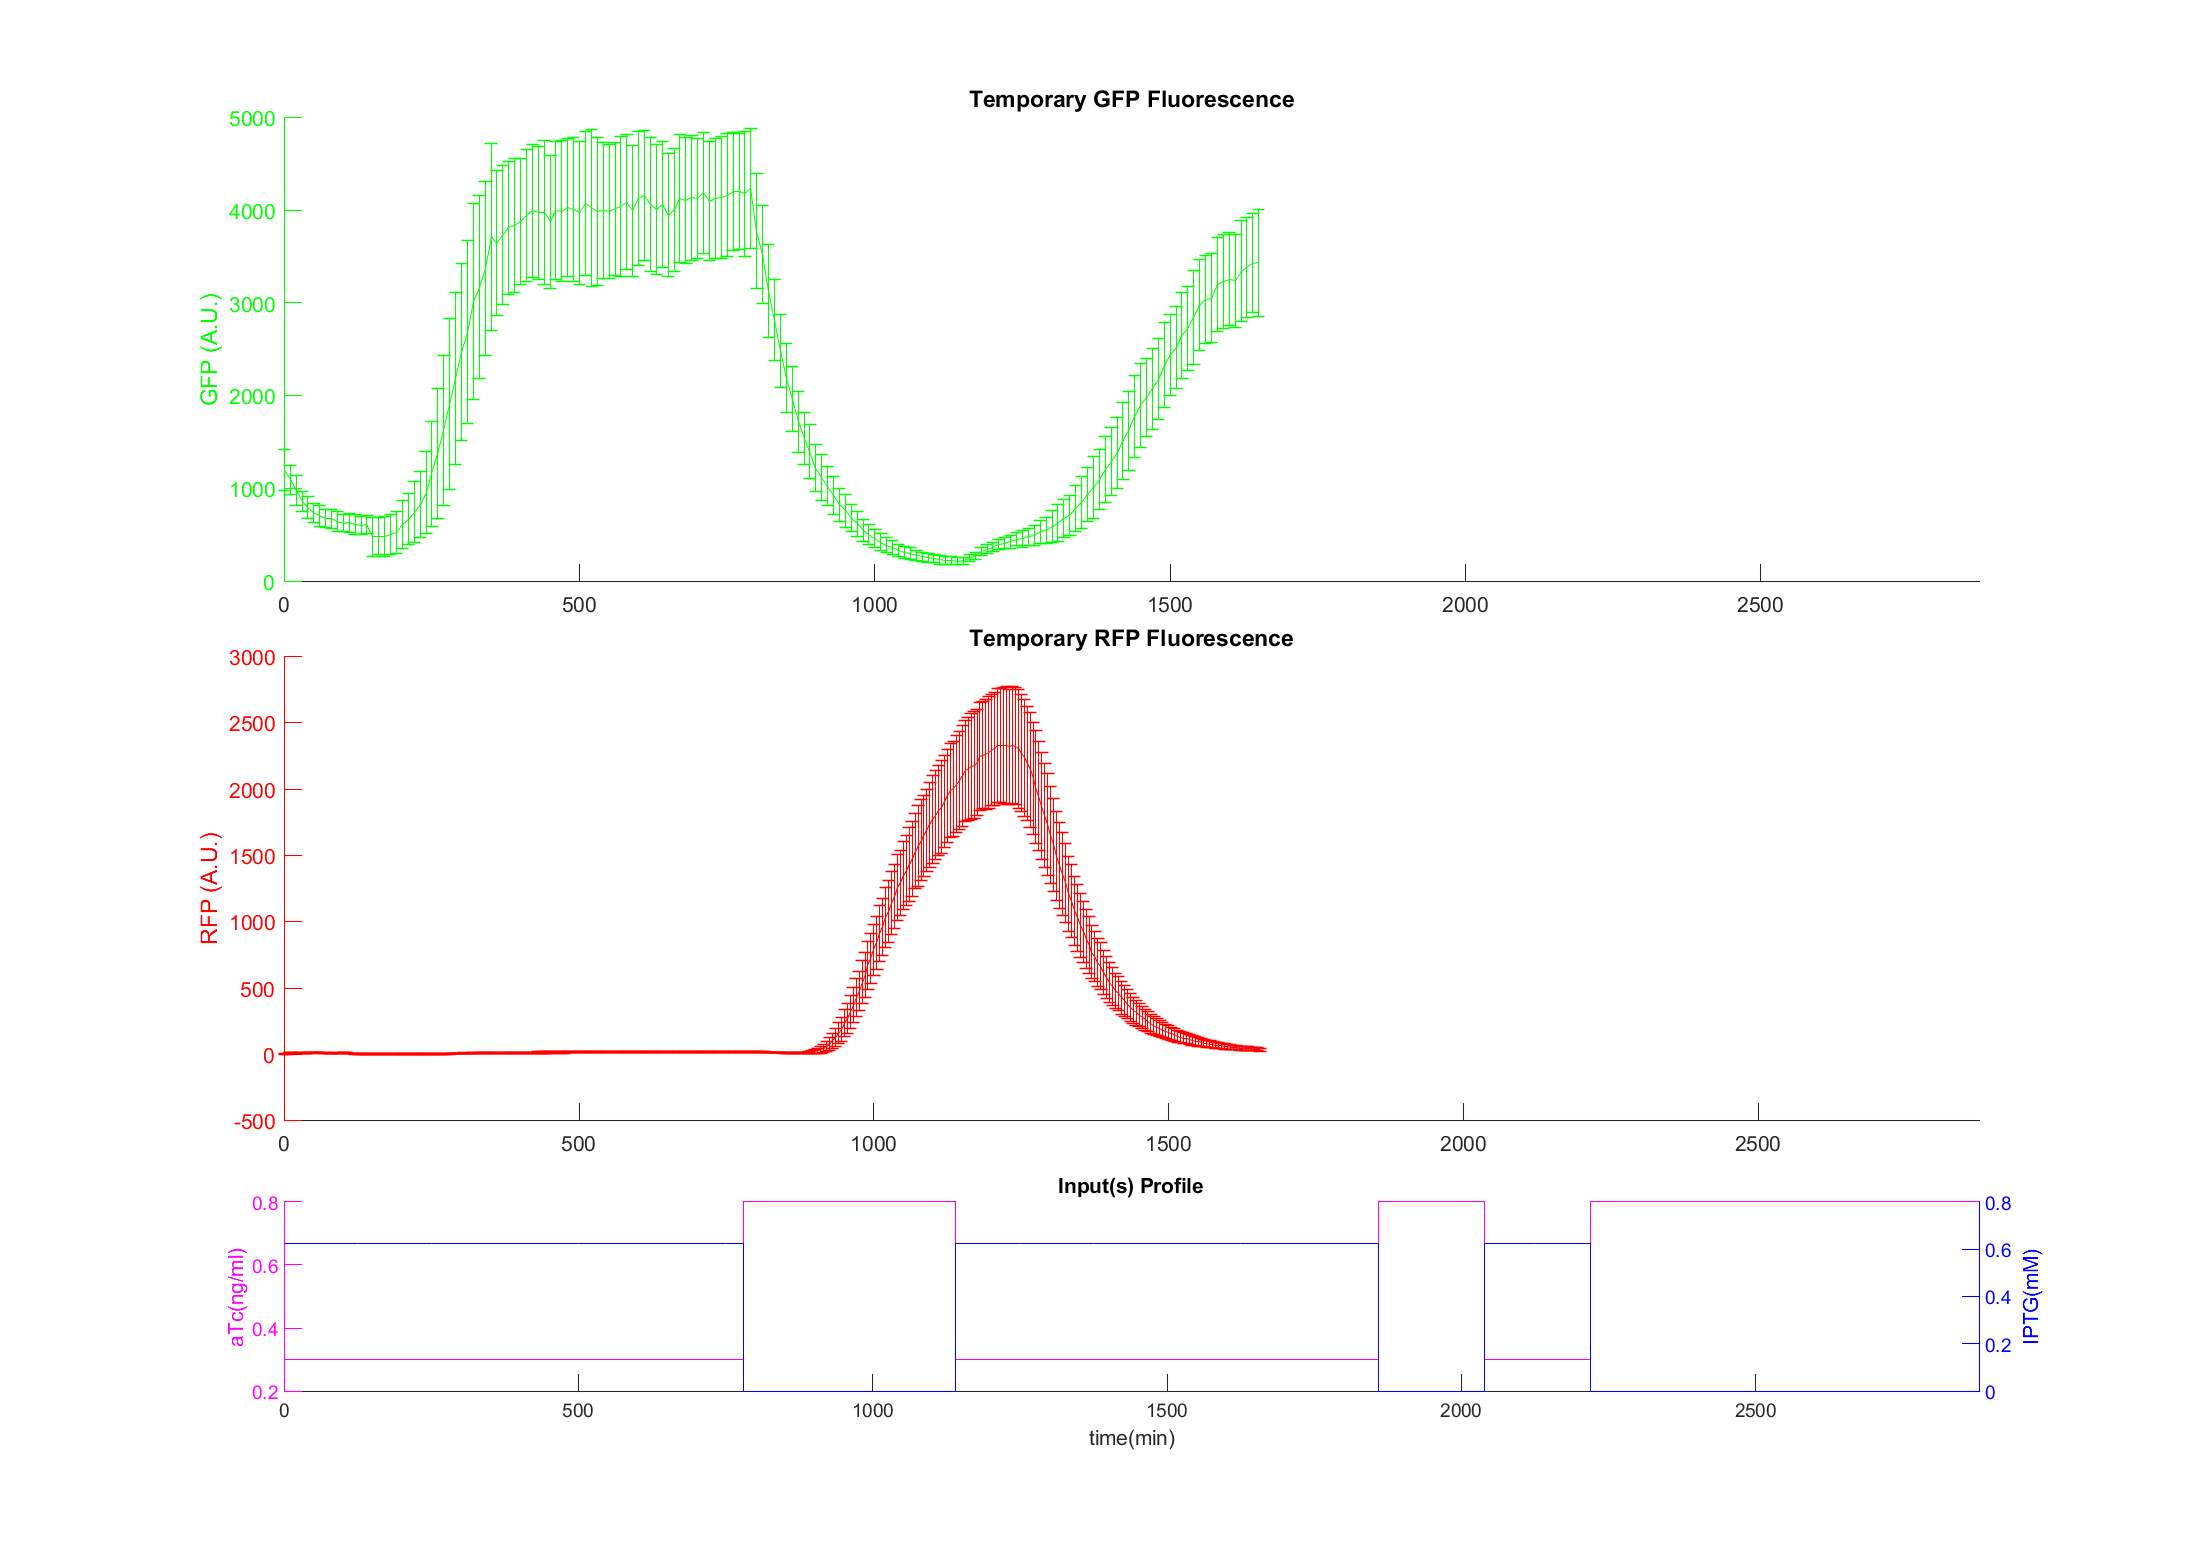 Temporary GFP Fluorescence
5000
4000
3000
2000
1000
0
GFP (A.U.)
0 500 1000 1500 2000 2500
Temporary RFP Fluorescence
3000
2500
2000
1500
1000
500
0
-500
RFP (A.U.)
0 500 1000 1500 2000 2500
Input(s) Profile
0.8
0.6
0.4
0.2
aTc(ng/ml)
0.8
0.6
0.4
0.2
0
IPTG(mM)
0 500 1000 1500 2000 2500
time(min)